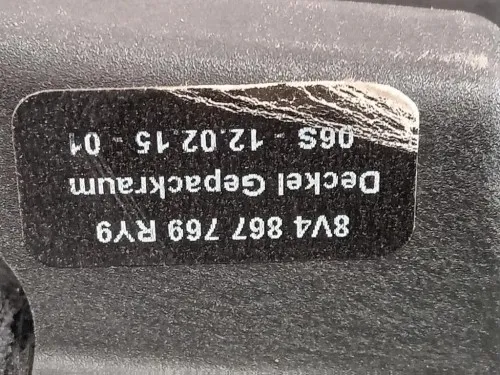 8V4 867 769 RY9
Deckel Gepackraum
06S - 12.02.15 - 01